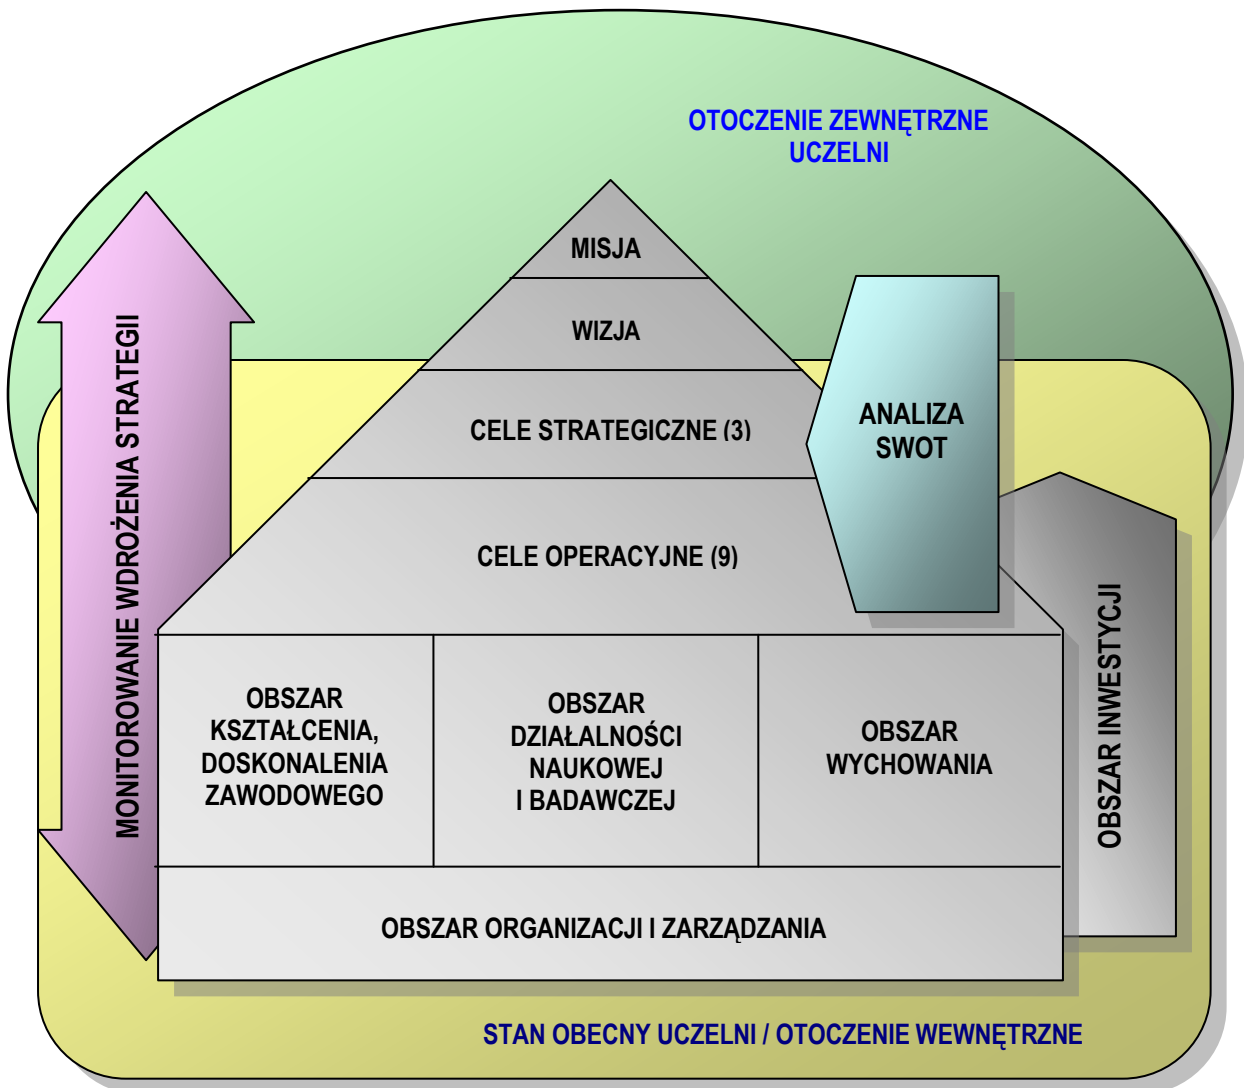 OTOCZENIE ZEWNĘTRZNE
UCZELNI
MISJA
WIZJA
CELE STRATEGICZNE (3)
ANALIZA
SWOT
CELE OPERACYJNE (9)
MONITOROWANIE WDROŻENIA STRATEGII
OBSZAR
KSZTAŁCENIA,
DOSKONALENIA
ZAWODOWEGO
OBSZAR
DZIAŁALNOŚCI
NAUKOWEJ
I BADAWCZEJ
OBSZAR
WYCHOWANIA
OBSZAR INWESTYCJI
OBSZAR ORGANIZACJI I ZARZĄDZANIA
STAN OBECNY UCZELNI / OTOCZENIE WEWNĘTRZNE